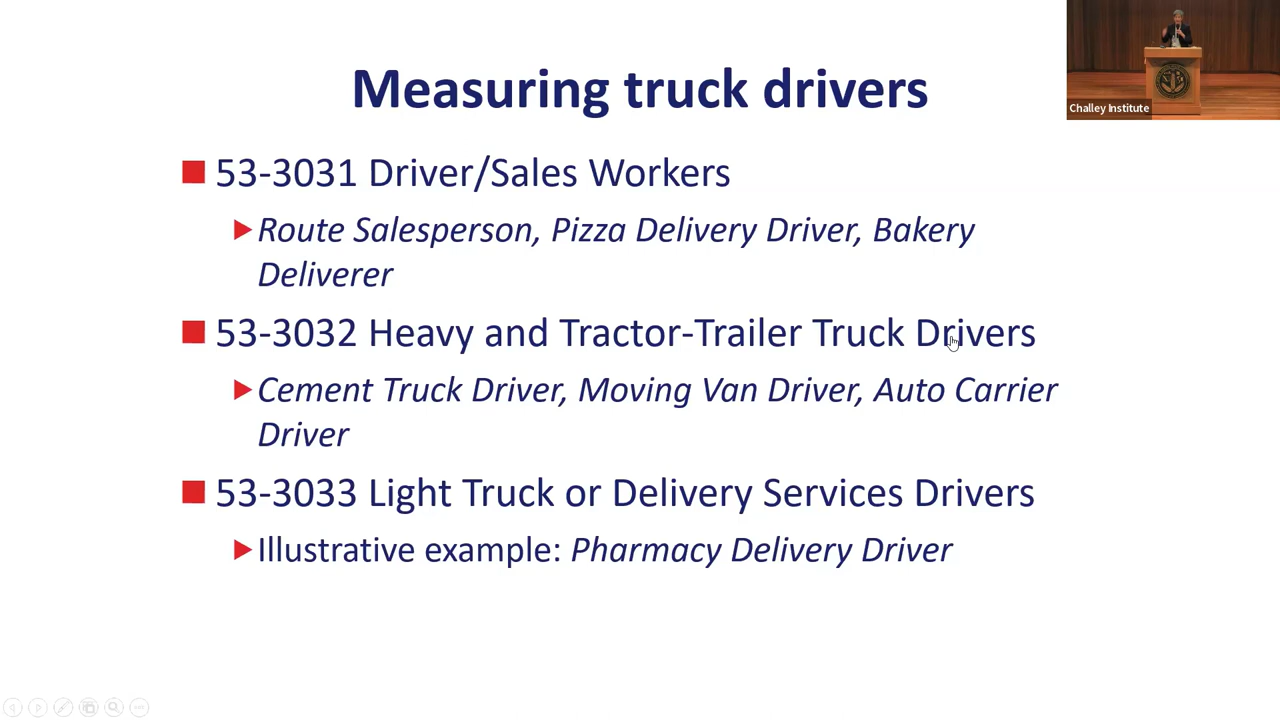 Measuring truck drivers
Challey Institute
53-3031 Driver/Sales Workers
Route Salesperson, Pizza Delivery Driver, Bakery
Deliverer
53-3032 Heavy and Tractor-Trailer Truck Drivers
Cement Truck Driver, Moving Van Driver, Auto Carrier
Driver
53-3033 Light Truck or Delivery Services Drivers
Illustrative example: Pharmacy Delivery Driver